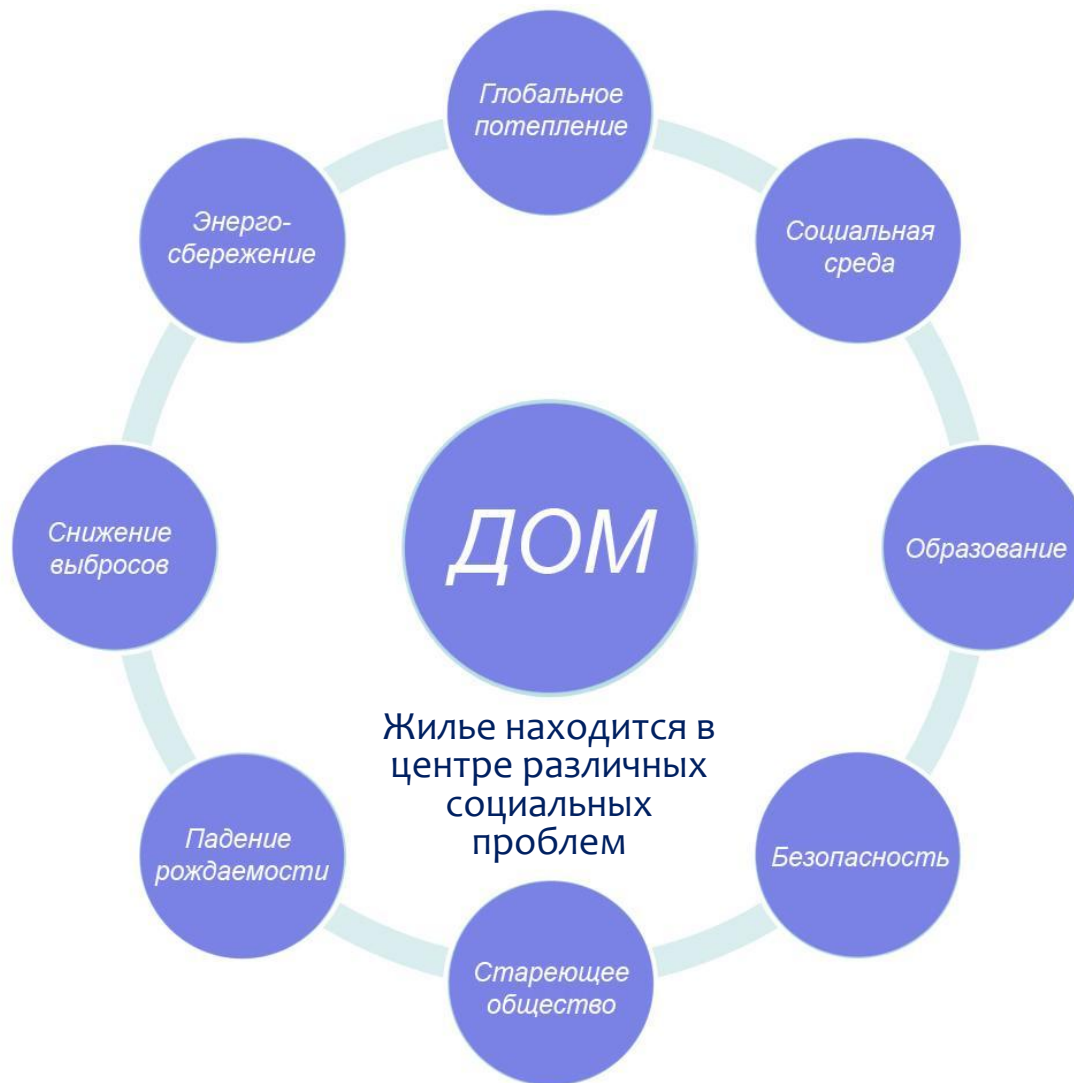 Глобальное
потепление
Социальная
среда
Образование
Безопасность
Стареющее
общество
Падение
рождаемости
Снижение
выбросов
Энерго-
сбережение
ДОМ
Жилье находится в
центре различных
социальных
проблем